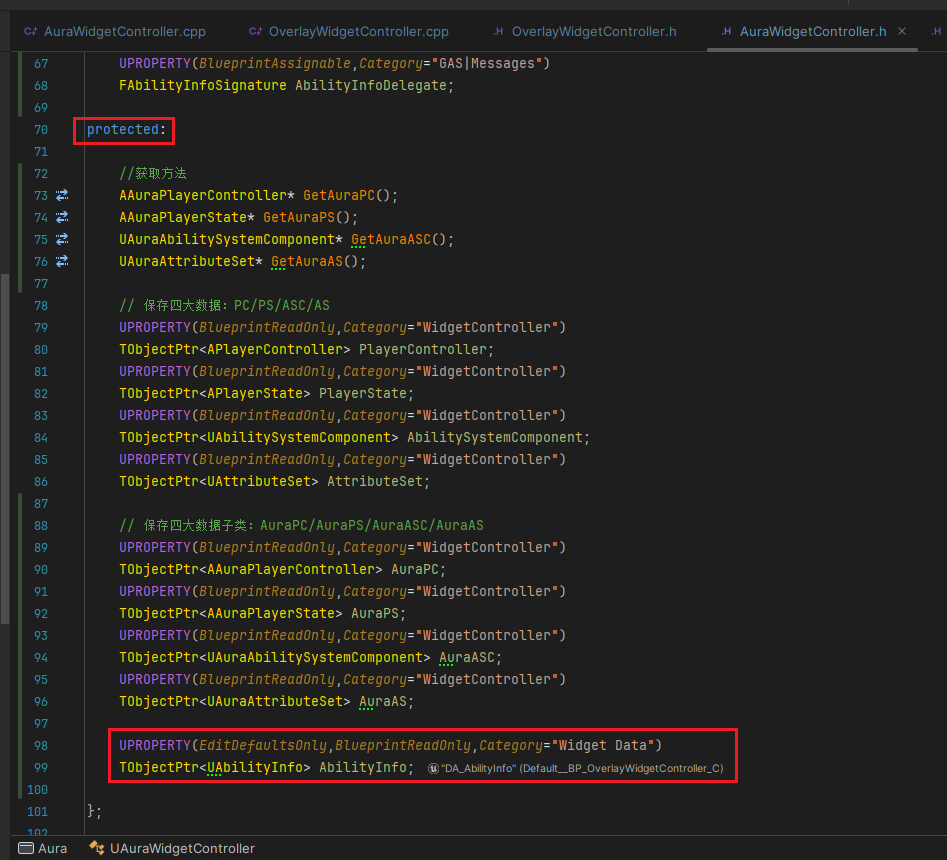 AuraWidgetController.cpp OverlayWidgetController.cpp .H OverlayWidgetController.h .H AuraWidgetController.h .H
67 UPROPERTY(BlueprintAssignable,Category="GAS|Messages")
68 FAbilityInfoSignature AbilityInfoDelegate;
69
70 protected:
71
72 //获取方法
73 AAuraPlayerController* GetAuraPC();
74 AAuraPlayerState* GetAuraPS();
75 UAuraAbilitySystemComponent* GetAuraASC();
76 UAuraAttributeSet* GetAuraAS();
77
78 // 保存四大数据：PC/PS/ASC/AS
79 UPROPERTY(BlueprintReadOnly,Category="WidgetController")
80 TObjectPtr<APlayerController> PlayerController;
81 UPROPERTY(BlueprintReadOnly,Category="WidgetController")
82 TObjectPtr<APlayerState> PlayerState;
83 UPROPERTY(BlueprintReadOnly,Category="WidgetController")
84 TObjectPtr<UAbilitySystemComponent> AbilitySystemComponent;
85 UPROPERTY(BlueprintReadOnly,Category="WidgetController")
86 TObjectPtr<UAttributeSet> AttributeSet;
87
88 // 保存四大数据子类：AuraPC/AuraPS/AuraASC/AuraAS
89 UPROPERTY(BlueprintReadOnly,Category="WidgetController")
90 TObjectPtr<AAuraPlayerController> AuraPC;
91 UPROPERTY(BlueprintReadOnly,Category="WidgetController")
92 TObjectPtr<AAuraPlayerState> AuraPS;
93 UPROPERTY(BlueprintReadOnly,Category="WidgetController")
94 TObjectPtr<UAuraAbilitySystemComponent> AuraASC;
95 UPROPERTY(BlueprintReadOnly,Category="WidgetController")
96 TObjectPtr<UAuraAttributeSet> AuraAS;
97
98 UPROPERTY(EditDefaultsOnly,BlueprintReadOnly,Category="Widget Data")
99 TObjectPtr<UAbilityInfo> AbilityInfo; "DA_AbilityInfo" (Default__BP_OverlayWidgetController_C)
100
101 };
102
Aura UAuraWidgetController